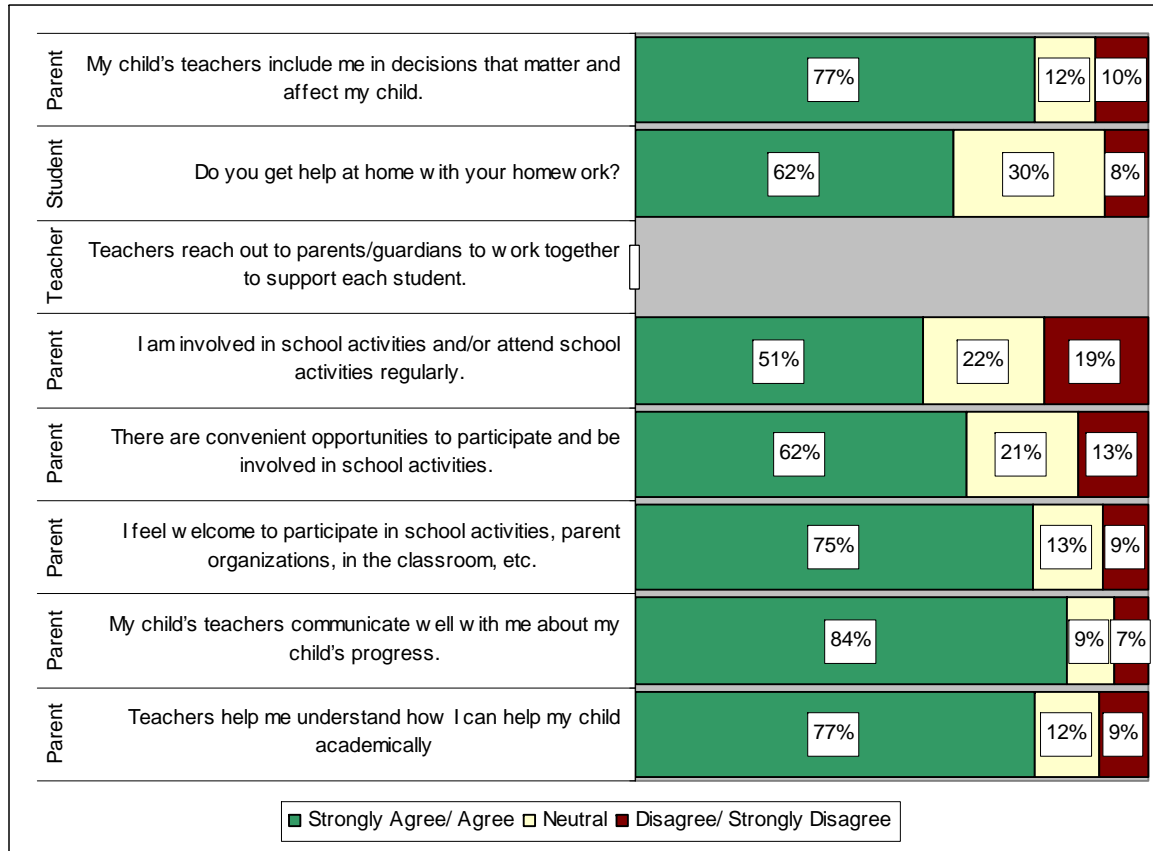 Parent
My child's teachers include me in decisions that matter and
affect my child.
77%
12%
10%
Student
Do you get help at home with your homework?
62%
30%
8%
Teacher
Teachers reach out to parents/guardians to work together
to support each student.
Parent
I am involved in school activities and/or attend school
activities regularly.
51%
22%
19%
Parent
There are convenient opportunities to participate and be
involved in school activities.
62%
21%
13%
Parent
I feel welcome to participate in school activities, parent
organizations, in the classroom, etc.
75%
13%
9%
Parent
My child's teachers communicate well with me about my
child's progress.
84%
9%
7%
Parent
Teachers help me understand how I can help my child
academically
77%
12%
9%
Strongly Agree/ Agree
Neutral
Disagree/ Strongly Disagree